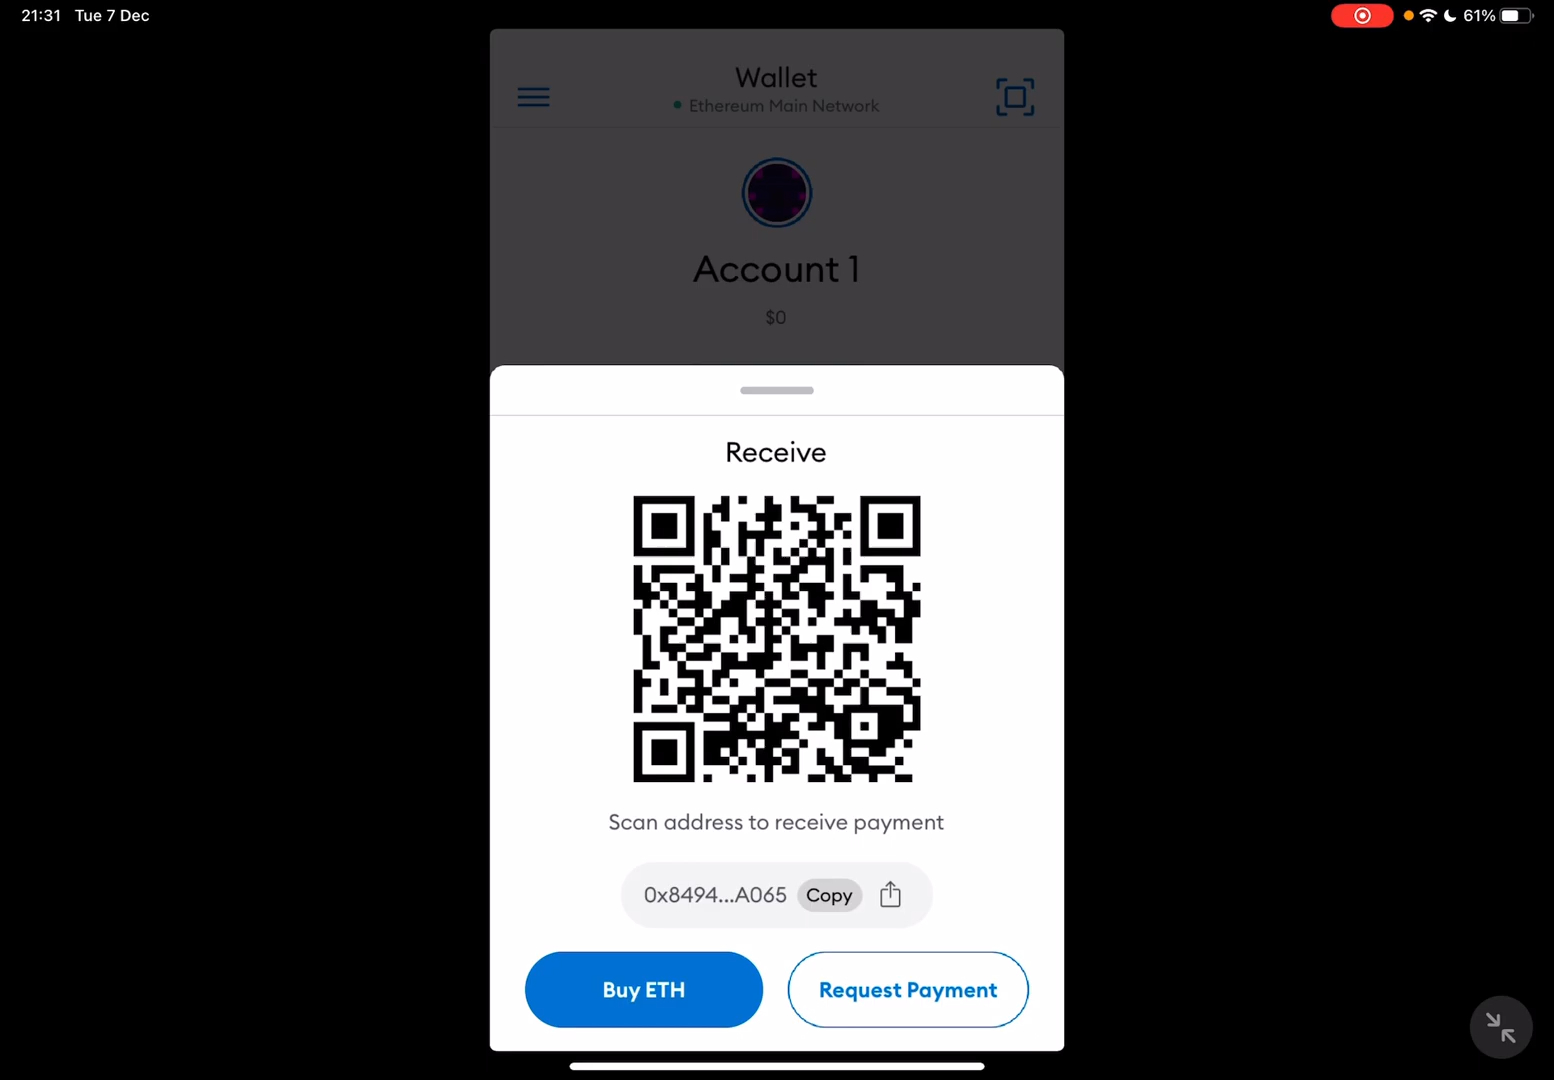 21:31 Tue 7 Dec
61%
Wallet
Ethereum Main Network
Account 1
$0
Receive
Scan address to receive payment
0x8494...A065 Copy
Buy ETH
Request Payment